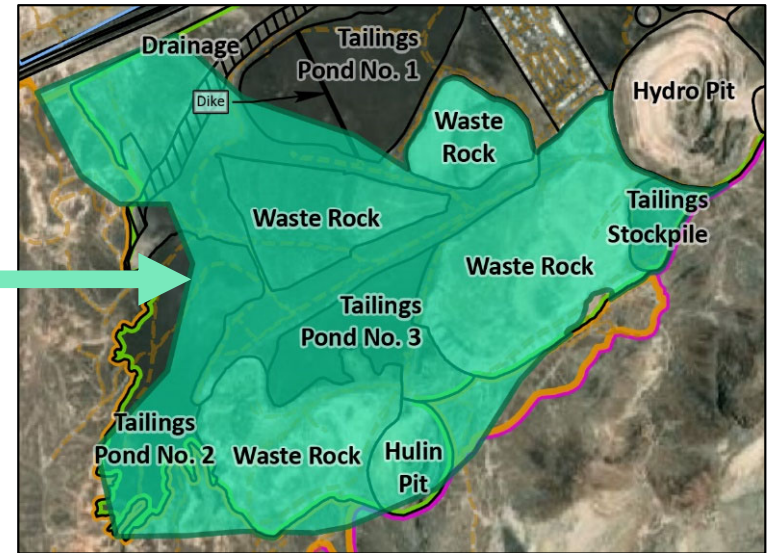 Drainage
Tailings
Pond No. 1
Dike
Hydro Pit
Waste
Rock
Waste Rock
Tailings
Stockpile
Waste Rock
Tailings
Pond No. 3
Tailings
Pond No. 2
Waste Rock
Hulin
Pit